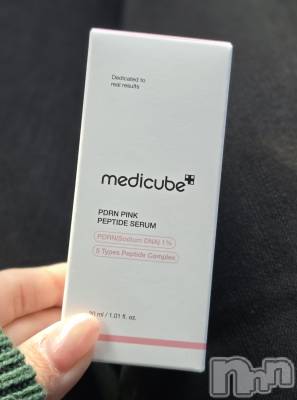 Dedicated to
real results
medicube
PDRN PINK
PEPTIDE SERUM
PDRN(Sodium DNA) 1%
5 Types Peptide Complex
30 ml / 1.01 fl. oz.